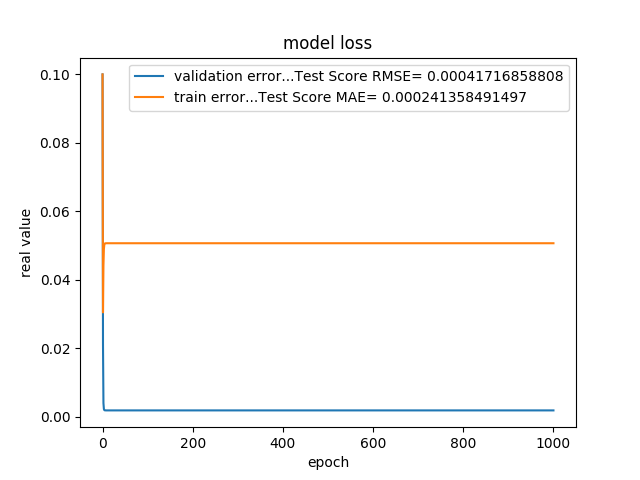 model loss
validation error...Test Score RMSE= 0.00041716858808
train error...Test Score MAE= 0.000241358491497
real value
0.10
0.08
0.06
0.04
0.02
0.00
0 200 400 600 800 1000
epoch